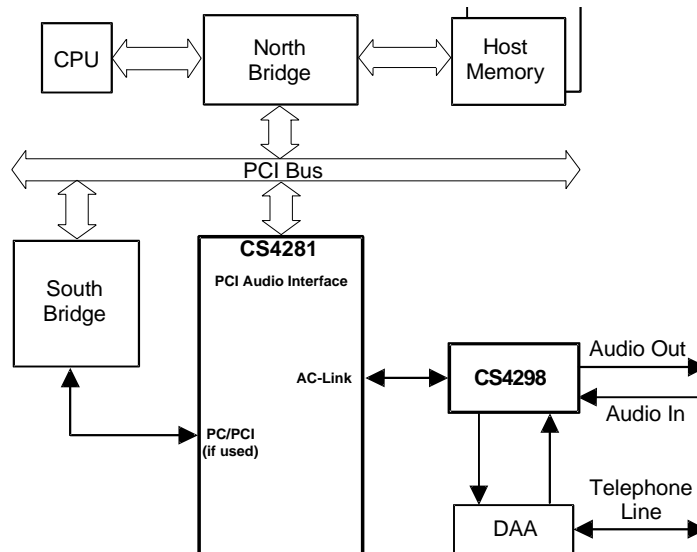 CPU
North
Bridge
Host
Memory
PCI Bus
South
Bridge
CS4281
PCI Audio Interface
AC-Link
PC/PCI
(if used)
CS4298
Audio Out
Audio In
DAA
Telephone
Line